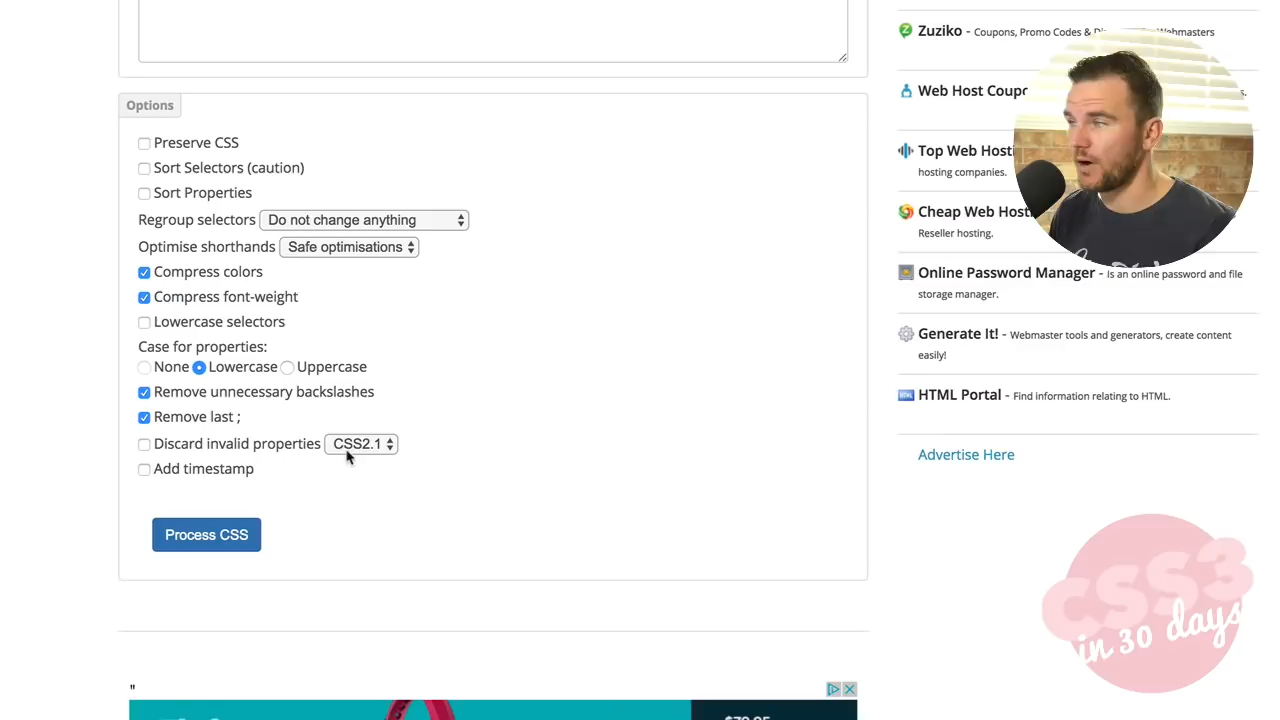 Options
Preserve CSS
Sort Selectors (caution)
Sort Properties
Regroup selectors Do not change anything
Optimise shorthands Safe optimisations
Compress colors
Compress font-weight
Lowercase selectors
Case for properties:
None Lowercase Uppercase
Remove unnecessary backslashes
Remove last ;
Discard invalid properties CSS2.1
Add timestamp
Process CSS
"
Zuziko - Coupons, Promo Codes & Webmasters
Web Host
Top Web
hosting companies.
Cheap Web
Reseller hosting.
Online Password Manager - Is an online password and file
storage manager.
Generate It! - Webmaster tools and generators, create content
easily!
HTML Portal - Find information relating to HTML.
Advertise Here
CSS3
in 30 days